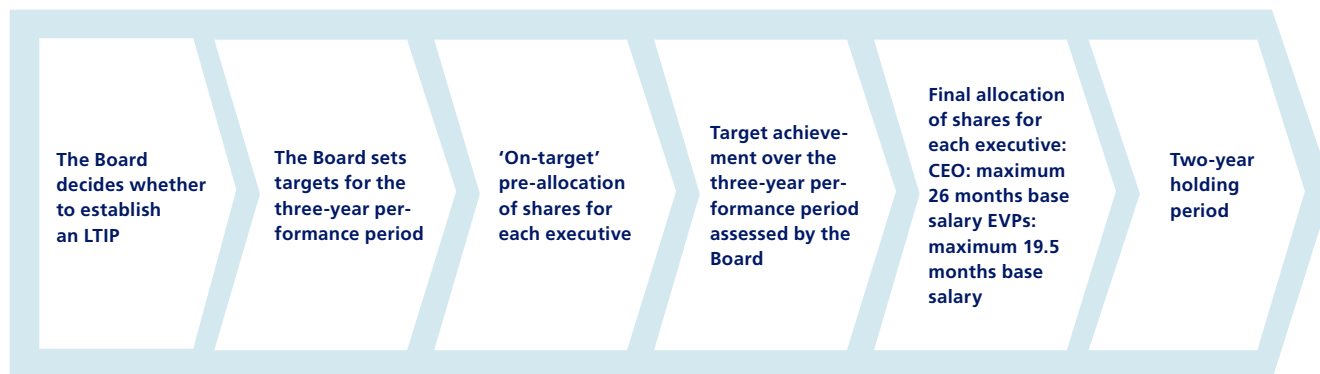 The Board
decides whether
to establish
an LTIP
The Board sets
targets for the
three-year per-
formance period
‘On-target’
pre-allocation
of shares for
each executive
Target achieve-
ment over the
three-year per-
formance period
assessed by the
Board
Final allocation
of shares for
each executive:
CEO: maximum
26 months base
salary EVPs:
maximum 19.5
months base
salary
Two-year
holding
period